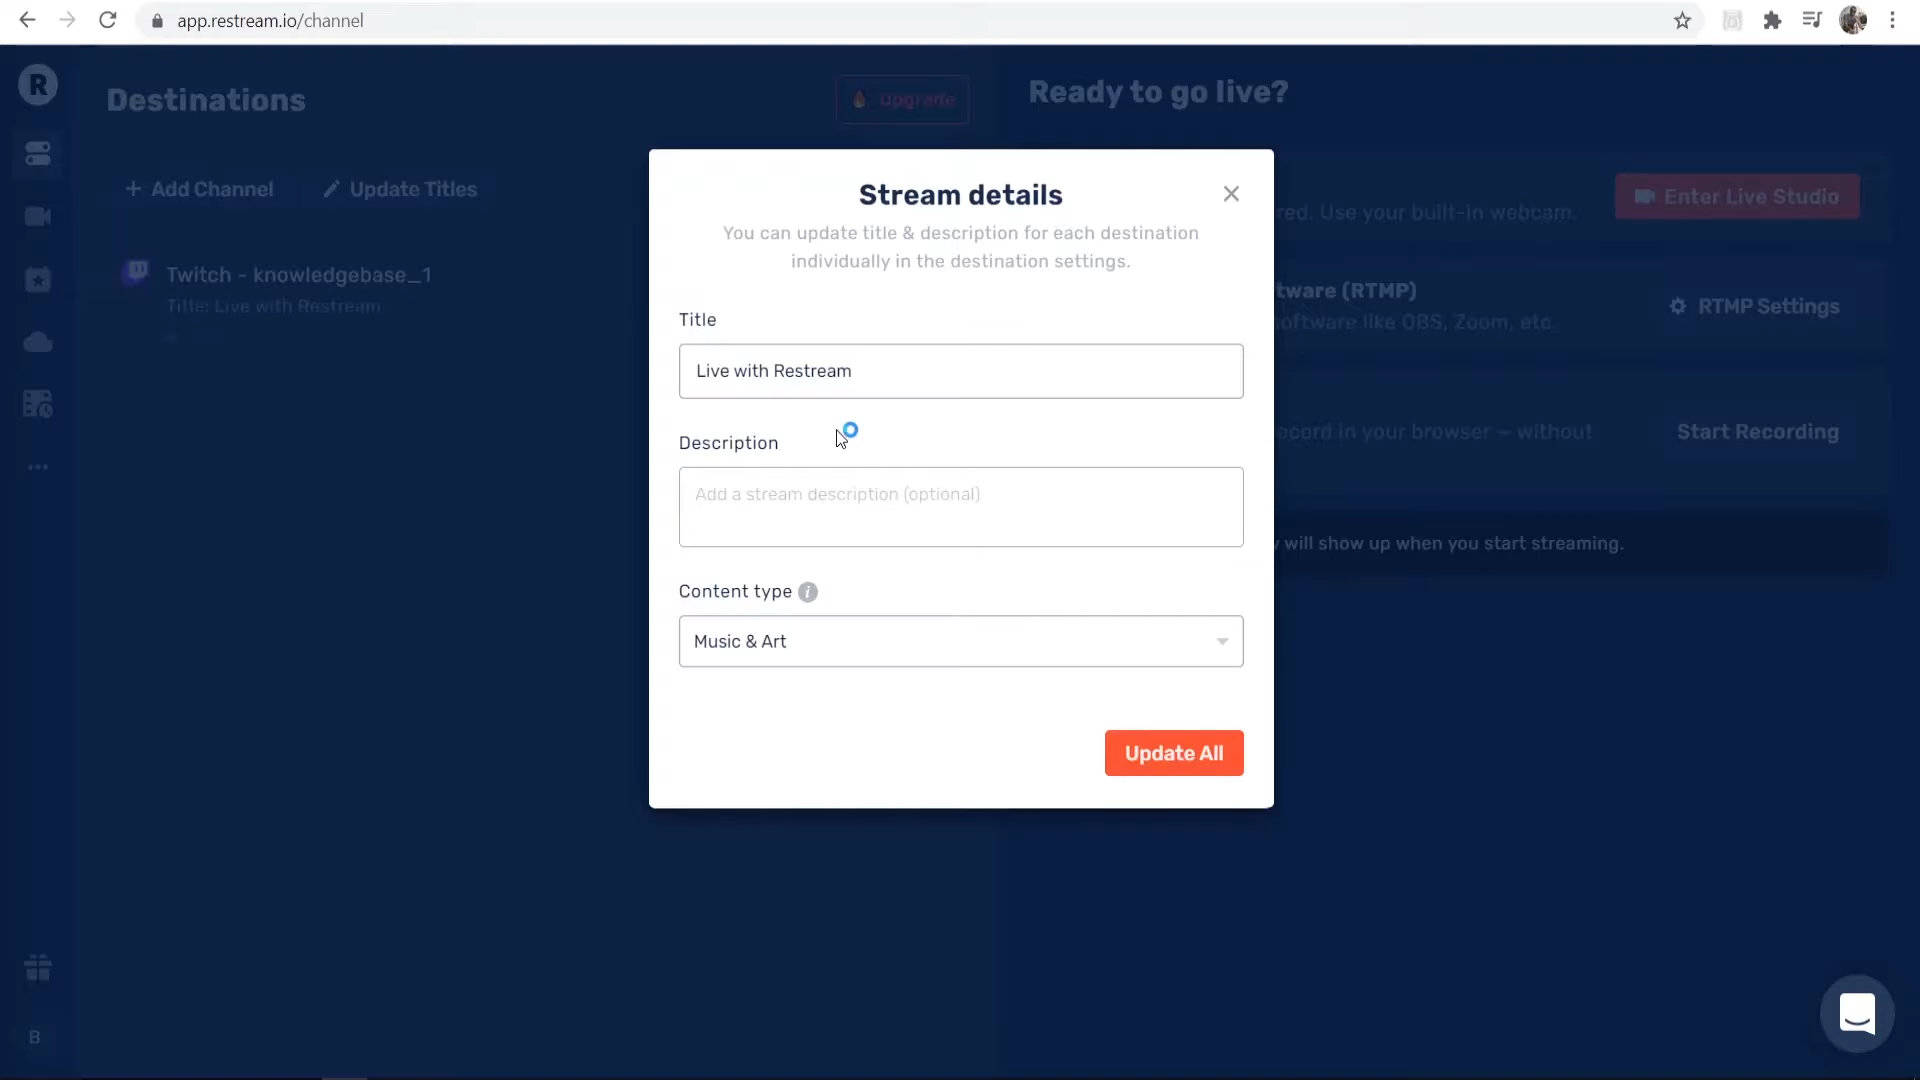 app.restream.io/channel
R
Destinations
Upgrade
Ready to go live?
+ Add Channel
Update Titles
Stream details
You can update title & description for each destination
individually in the destination settings.
red. Use your built-in webcam.
Enter Live Studio
Twitch - knowledgebase_1
Title: Live with Restream
Title
Live with Restream
tware (RTMP)
software like OBS, Zoom, etc.
RTMP Settings
Description
Add a stream description (optional)
record in your browser – without
Start Recording
will show up when you start streaming.
Content type i
Music & Art
Update All
B